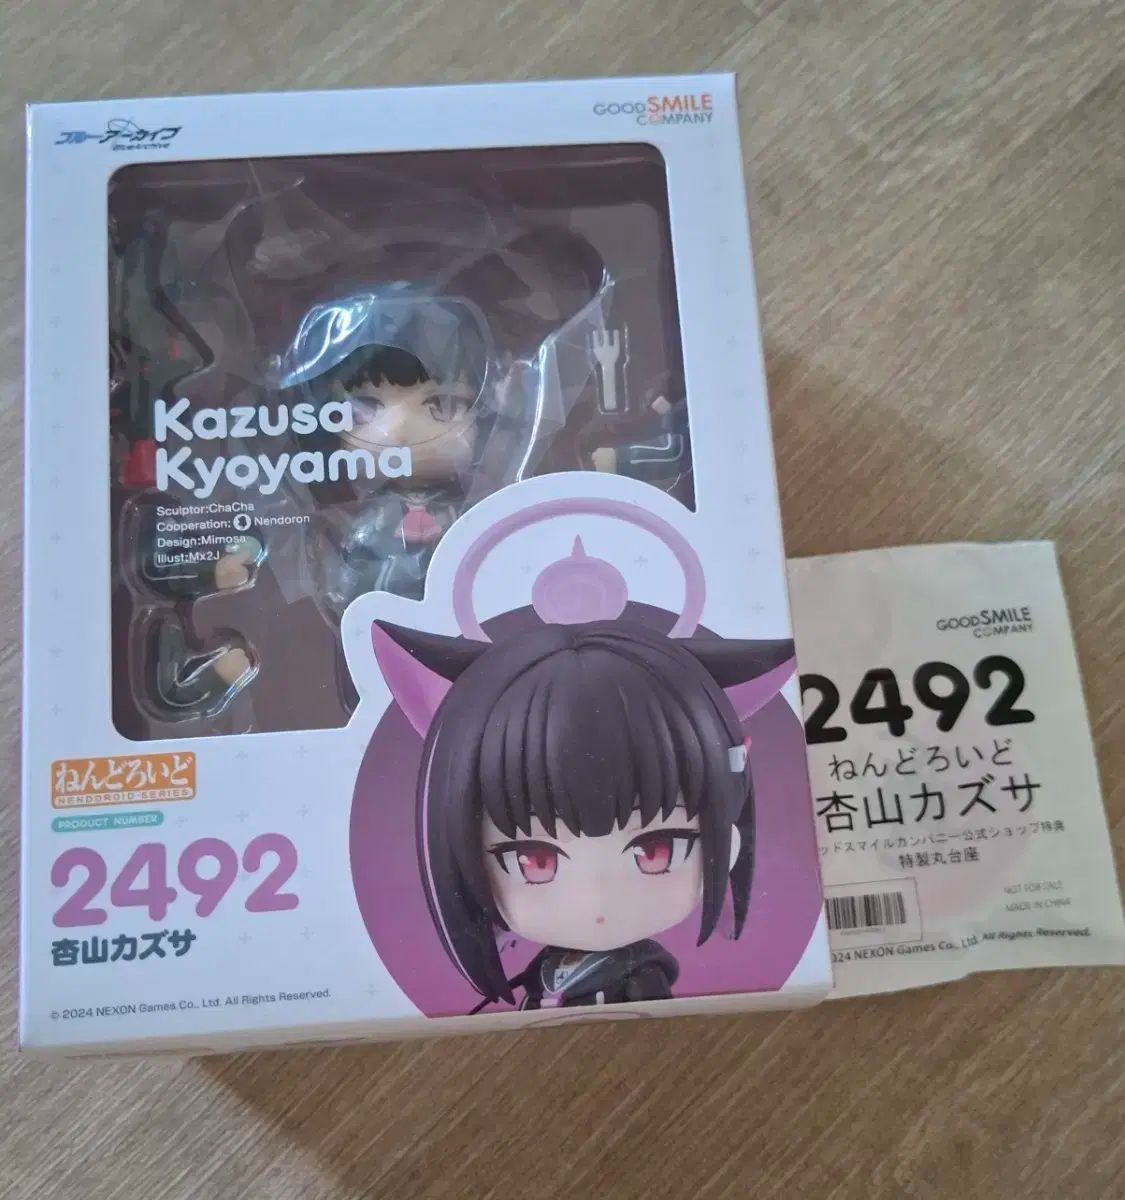 ブルーアーカイブ
BlueArchive
GOOD SMILE
COMPANY
Kazusa
Kyoyama
Sculptor:ChaCha
Cooperation: Nendoron
Design:Mimosa
Illust:Mx2J
ねんどろいど
NENDOROID-SERIES
PRODUCT NUMBER
2492
杏山カズサ
© 2024 NEXON Games Co., Ltd. All Rights Reserved.
GOOD SMILE
COMPANY
2492
ねんどろいど
杏山カズサ
ッドスマイルカンパニー公式ショップ特典
特製丸台座
NOT FOR SALE
MADE IN CHINA
024 NEXON Games Co., Ltd. All Rights Reserved.